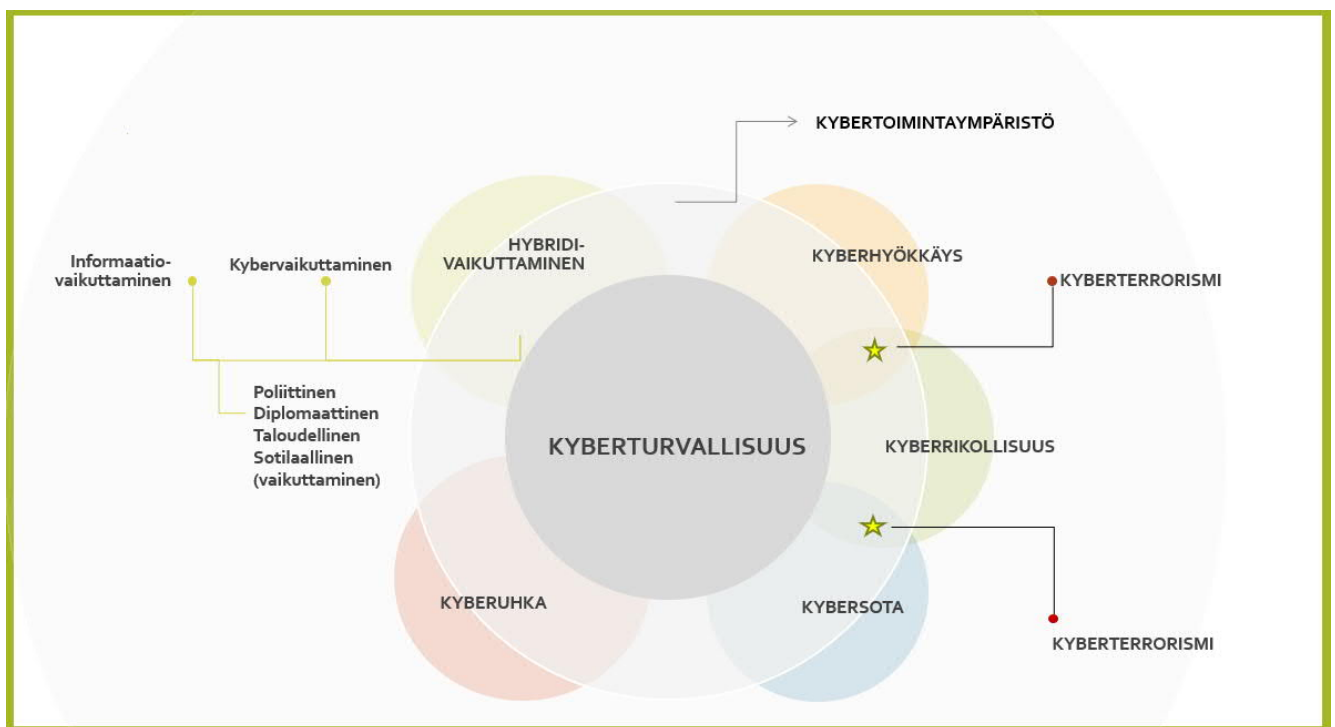 KYBERTOIMINTAYMPÄRISTÖ
HYBRIDI-
VAIKUTTAMINEN
KYBERHYÖKKÄYS
Informaatio-
vaikuttaminen
Kybervaikuttaminen
KYBERTERRORISMI
Poliittinen
Diplomaattinen
Taloudellinen
Sotilaallinen
(vaikuttaminen)
KYBERTURVALLISUUS
KYBERRIKOLLISUUS
KYBERUHKA
KYBERSOTA
KYBERTERRORISMI